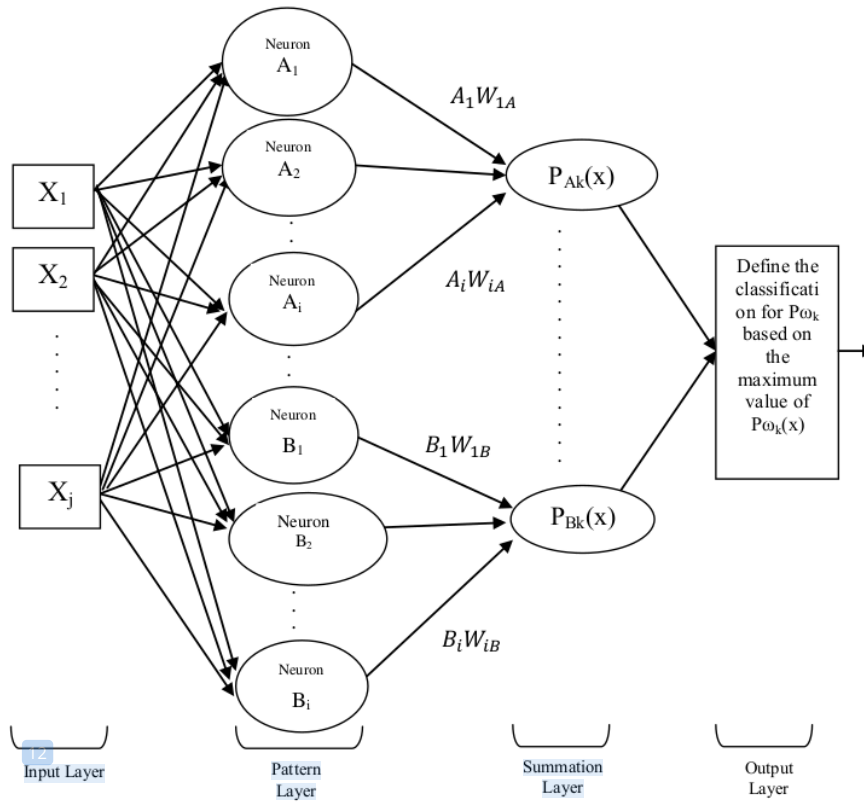 Neuron
A₁
A₁W₁A
Neuron
A₂
X₁
P_Ak(x)
X₂
Neuron
Aᵢ
AᵢWᵢA
Define the
classificati
on for Pωₖ
based on
the
maximum
value of
Pωₖ(x)
Neuron
B₁
B₁W₁B
Xⱼ
Neuron
B₂
P_Bk(x)
BᵢWᵢB
Neuron
Bᵢ
12
Input Layer
Pattern
Layer
Summation
Layer
Output
Layer